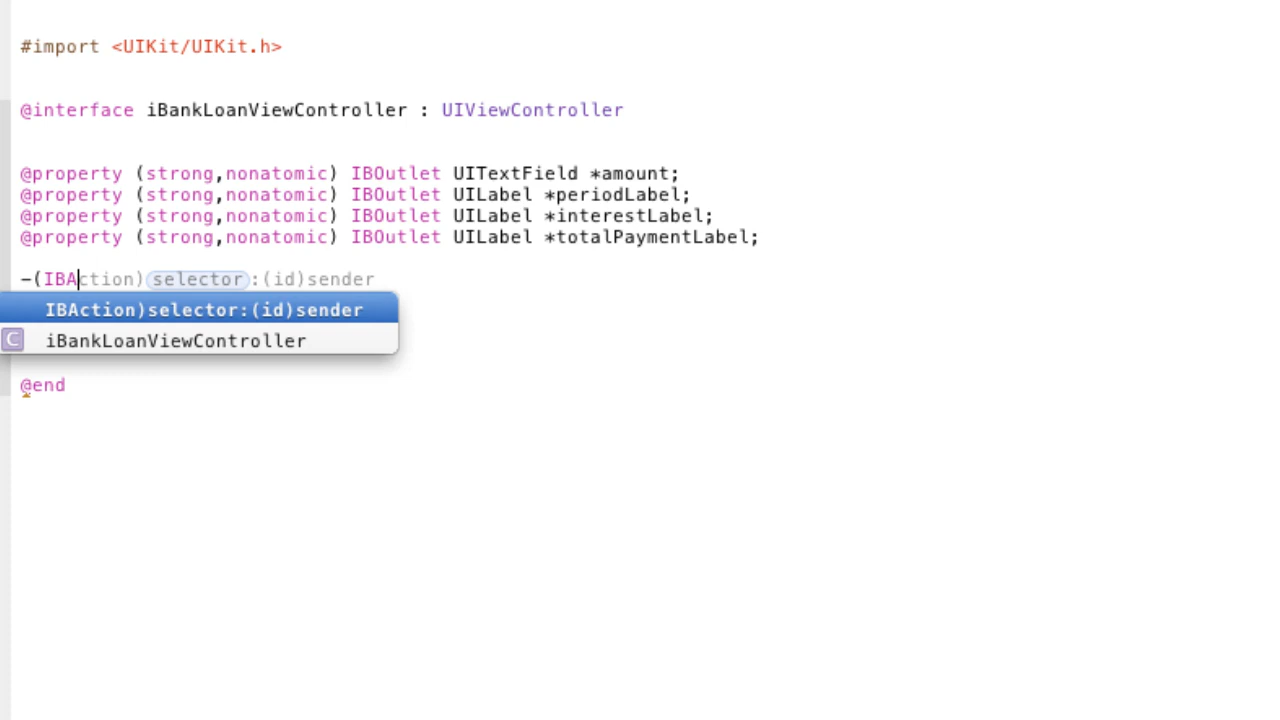 #import <UIKit/UIKit.h>
@interface iBankLoanViewController : UIViewController
@property (strong,nonatomic) IBOutlet UITextField *amount;
@property (strong,nonatomic) IBOutlet UILabel *periodLabel;
@property (strong,nonatomic) IBOutlet UILabel *interestLabel;
@property (strong,nonatomic) IBOutlet UILabel *totalPaymentLabel;
-(IBAction)selector:(id)sender
IBAction)selector:(id)sender
C iBankLoanViewController
@end